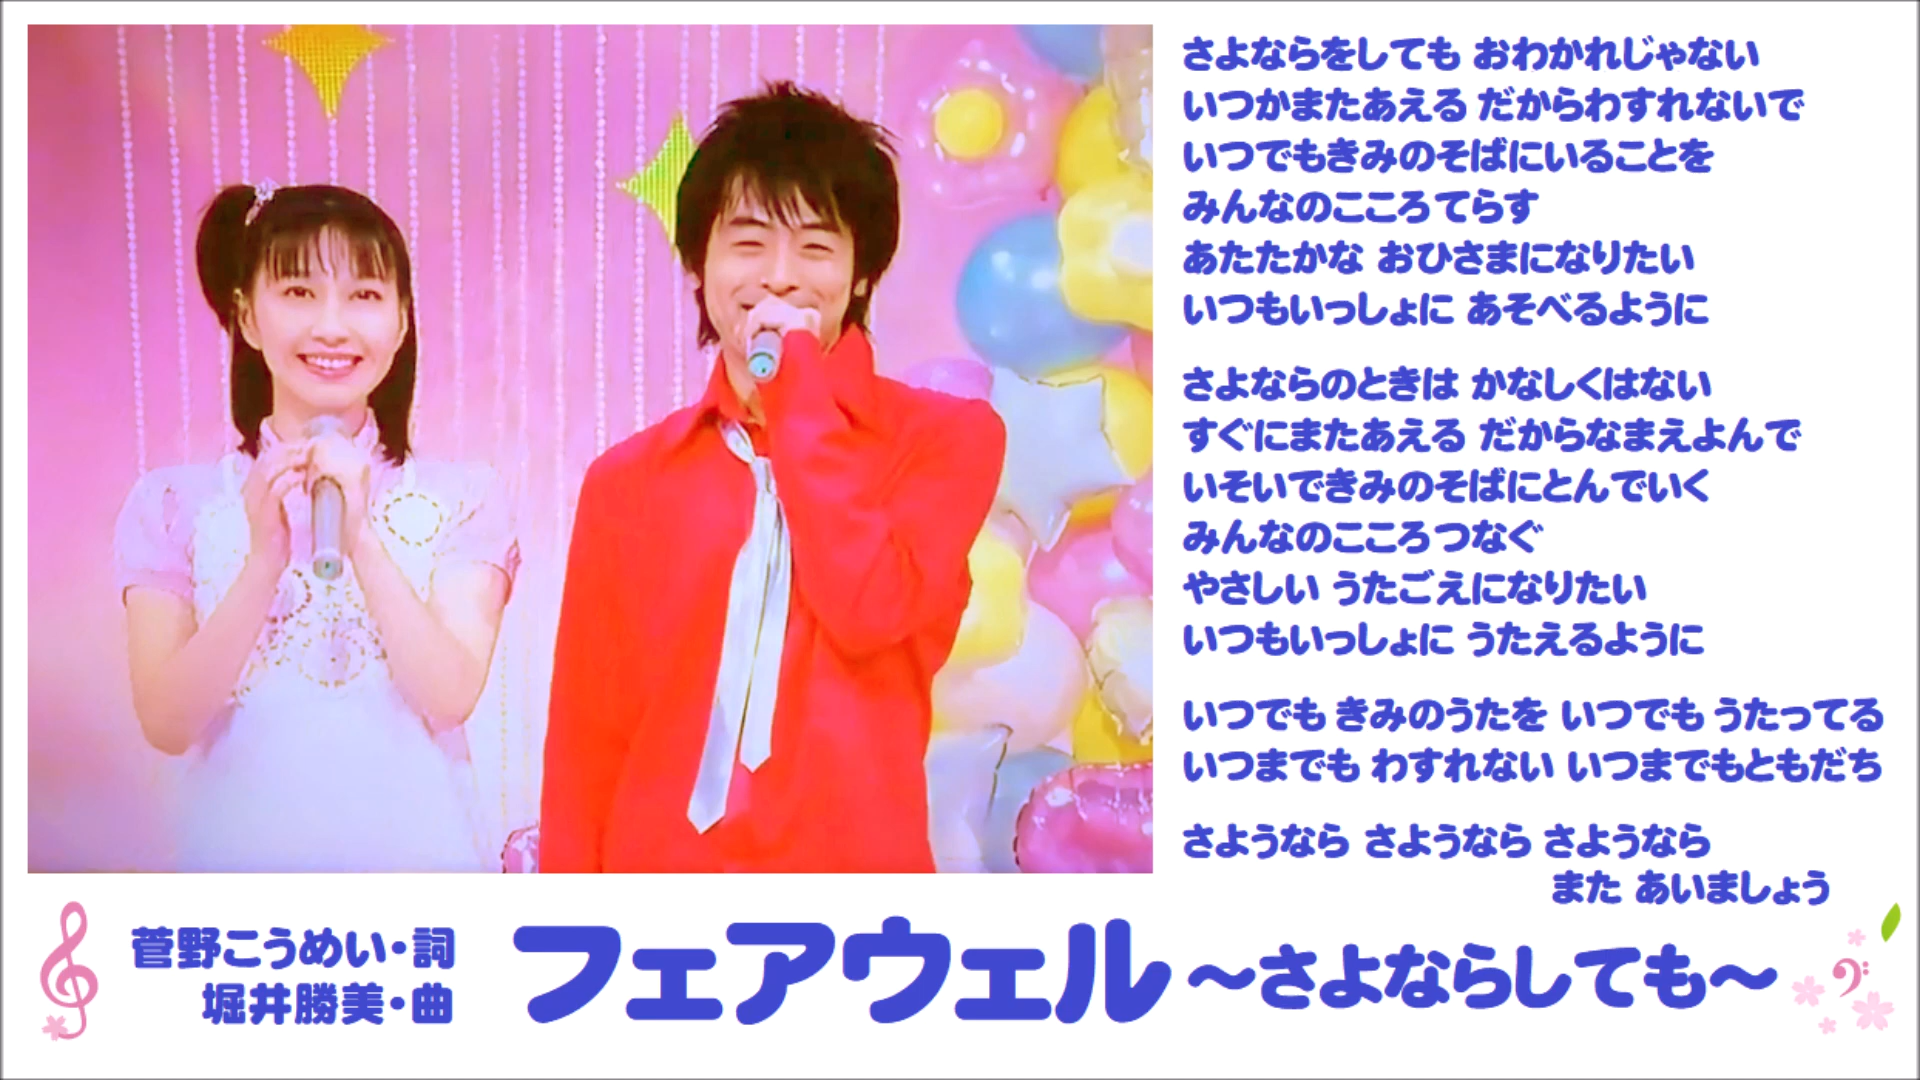 さよならをしても おわかれじゃない
いつかまたあえる だからわすれないで
いつでもきみのそばにいることを
みんなのこころ てらす
あたたかな おひさまになりたい
いつもいっしょに あそべるように
さよならのときは かなしくはない
すぐにまたあえる だからなまえよんで
いそいできみのそばにとんでいく
みんなのこころ つなぐ
やさしい うたごえになりたい
いつもいっしょに うたえるように
いつでも きみのうたを いつでも うたってる
いつまでも わすれない いつまでもともだち
さようなら さようなら さようなら
また あいましょう
菅野こうめい・詞
堀井勝美・曲
フェアウェル 〜さよならしても〜